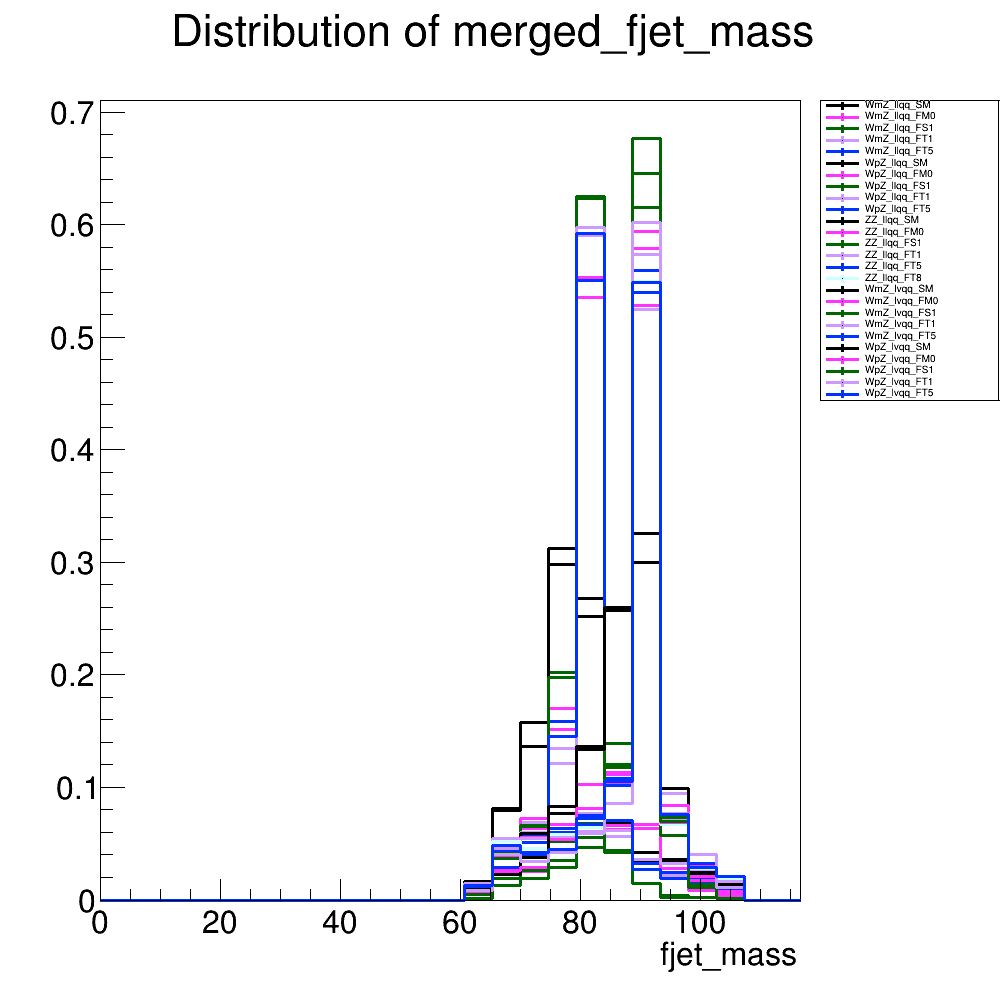 Distribution of merged_fjet_mass
0.7
0.6
0.5
0.4
0.3
0.2
0.1
0
0 20 40 60 80 100
fjet_mass
WmZ_llqq_SM
WmZ_llqq_FM0
WmZ_llqq_FS1
WmZ_llqq_FT1
WmZ_llqq_FT5
WpZ_llqq_SM
WpZ_llqq_FM0
WpZ_llqq_FS1
WpZ_llqq_FT1
WpZ_llqq_FT5
ZZ_llqq_SM
ZZ_llqq_FM0
ZZ_llqq_FS1
ZZ_llqq_FT1
ZZ_llqq_FT5
ZZ_llqq_FT8
WmZ_lvqq_SM
WmZ_lvqq_FM0
WmZ_lvqq_FS1
WmZ_lvqq_FT1
WmZ_lvqq_FT5
WpZ_lvqq_SM
WpZ_lvqq_FM0
WpZ_lvqq_FS1
WpZ_lvqq_FT1
WpZ_lvqq_FT5